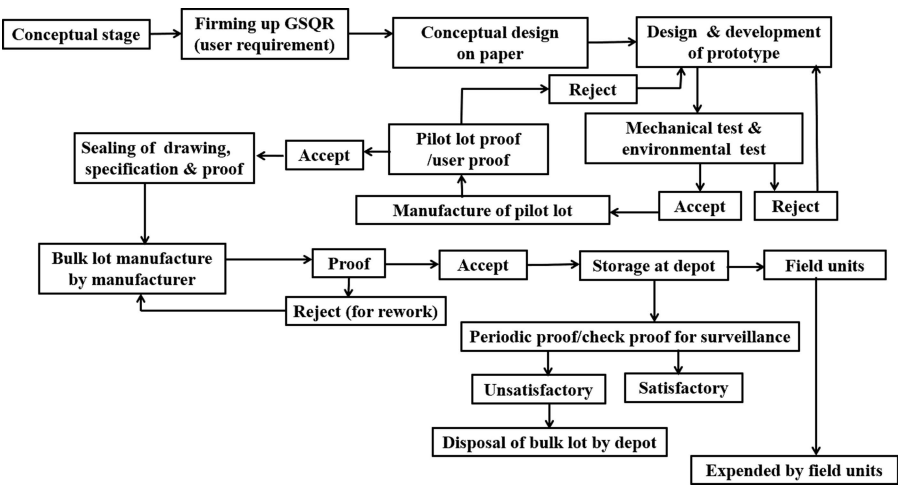 Conceptual stage
Firming up GSQR
(user requirement)
Conceptual design
on paper
Design & development
of prototype
Reject
Mechanical test &
environmental test
Sealing of drawing,
specification & proof
Accept
Pilot lot proof
/user proof
Manufacture of pilot lot
Accept
Reject
Bulk lot manufacture
by manufacturer
Proof
Accept
Storage at depot
Field units
Reject (for rework)
Periodic proof/check proof for surveillance
Unsatisfactory
Satisfactory
Disposal of bulk lot by depot
Expended by field units